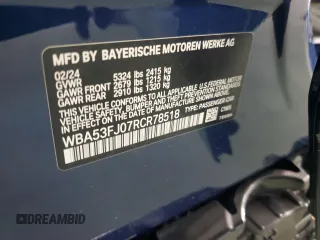 MFD BY BAYERISCHE MOTOREN WERKE AG
02/24
GVWR 5324 lbs 2415 kg
GAWR FRONT 2679 lbs 1215 kg
GAWR REAR 2910 lbs 1320 kg
THIS VEHICLE CONFORMS TO ALL APPLICABLE
FEDERAL MOTOR VEHICLE SAFETY,
BUMPER, AND THEFT PREVENTION
STANDARDS IN EFFECT ON THE DATE OF
MANUFACTURE SHOWN ABOVE.
WBA53FJ07RCR78518
TYPE: PASSENGER CAR
DREAMBID